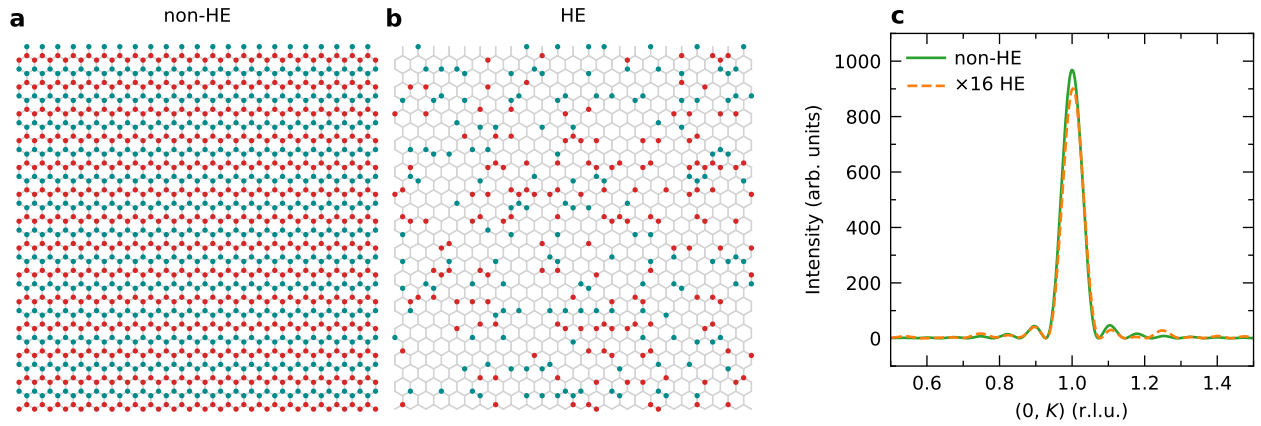 a
non-HE
b
HE
c
non-HE
×16 HE
Intensity (arb. units)
1000
800
600
400
200
0
0.6
0.8
1.0
1.2
1.4
(0, K) (r.l.u.)